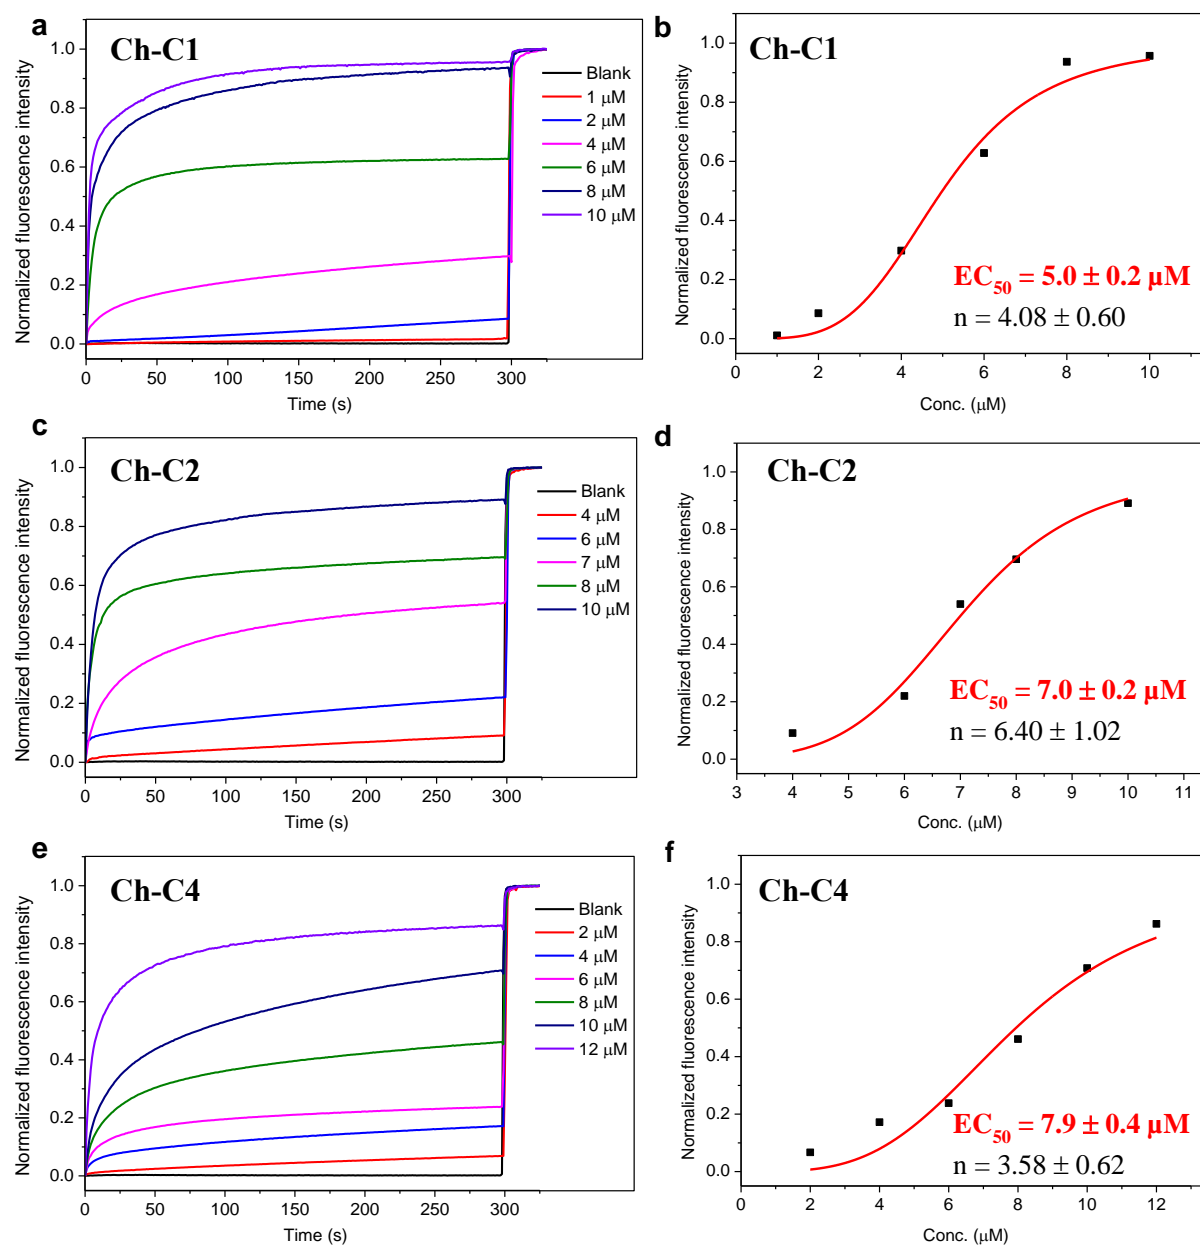 a
Ch-C1
Normalized fluorescence intensity
1.0
0.8
0.6
0.4
0.2
0.0
0 50 100 150 200 250 300
Time (s)
Blank
1 μM
2 μM
4 μM
6 μM
8 μM
10 μM
b
Ch-C1
Normalized fluorescence intensity
1.0
0.8
0.6
0.4
0.2
0.0
0 2 4 6 8 10
Conc. (μM)
EC50 = 5.0 ± 0.2 μM
n = 4.08 ± 0.60
c
Ch-C2
Normalized fluorescence intensity
1.0
0.8
0.6
0.4
0.2
0.0
0 50 100 150 200 250 300
Time (s)
Blank
4 μM
6 μM
7 μM
8 μM
10 μM
d
Ch-C2
Normalized fluorescence intensity
1.0
0.8
0.6
0.4
0.2
0.0
3 4 5 6 7 8 9 10 11
Conc. (μM)
EC50 = 7.0 ± 0.2 μM
n = 6.40 ± 1.02
e
Ch-C4
Normalized fluorescence intensity
1.0
0.8
0.6
0.4
0.2
0.0
0 50 100 150 200 250 300
Time (s)
Blank
2 μM
4 μM
6 μM
8 μM
10 μM
12 μM
f
Ch-C4
Normalized fluorescence intensity
1.0
0.8
0.6
0.4
0.2
0.0
0 2 4 6 8 10 12
Conc. (μM)
EC50 = 7.9 ± 0.4 μM
n = 3.58 ± 0.62